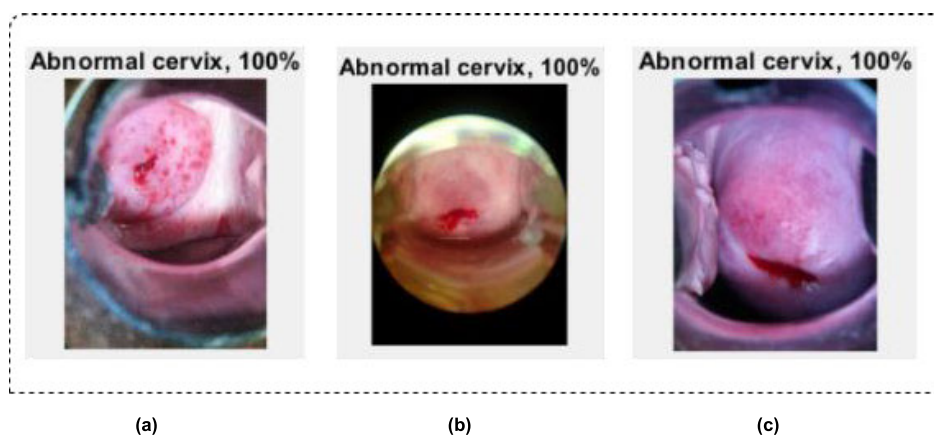 Abnormal cervix, 100%
Abnormal cervix, 100%
Abnormal cervix, 100%
(a)
(b)
(c)